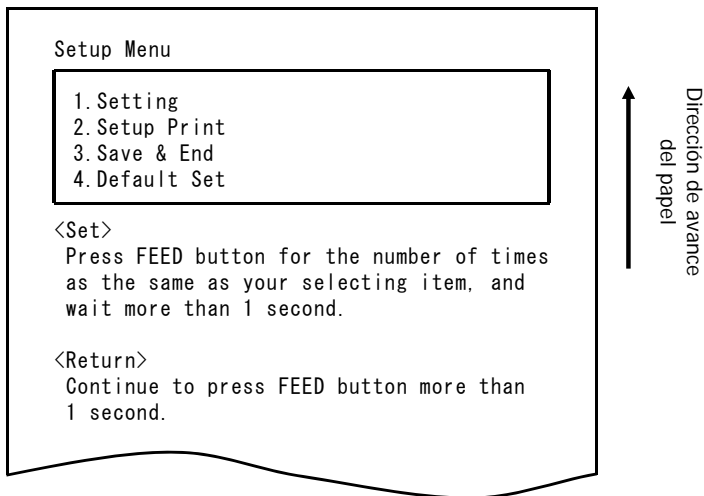 Setup Menu
1.Setting
2.Setup Print
3.Save & End
4.Default Set
<Set>
Press FEED button for the number of times
as the same as your selecting item, and
wait more than 1 second.
<Return>
Continue to press FEED button more than
1 second.
Dirección de avance
del papel